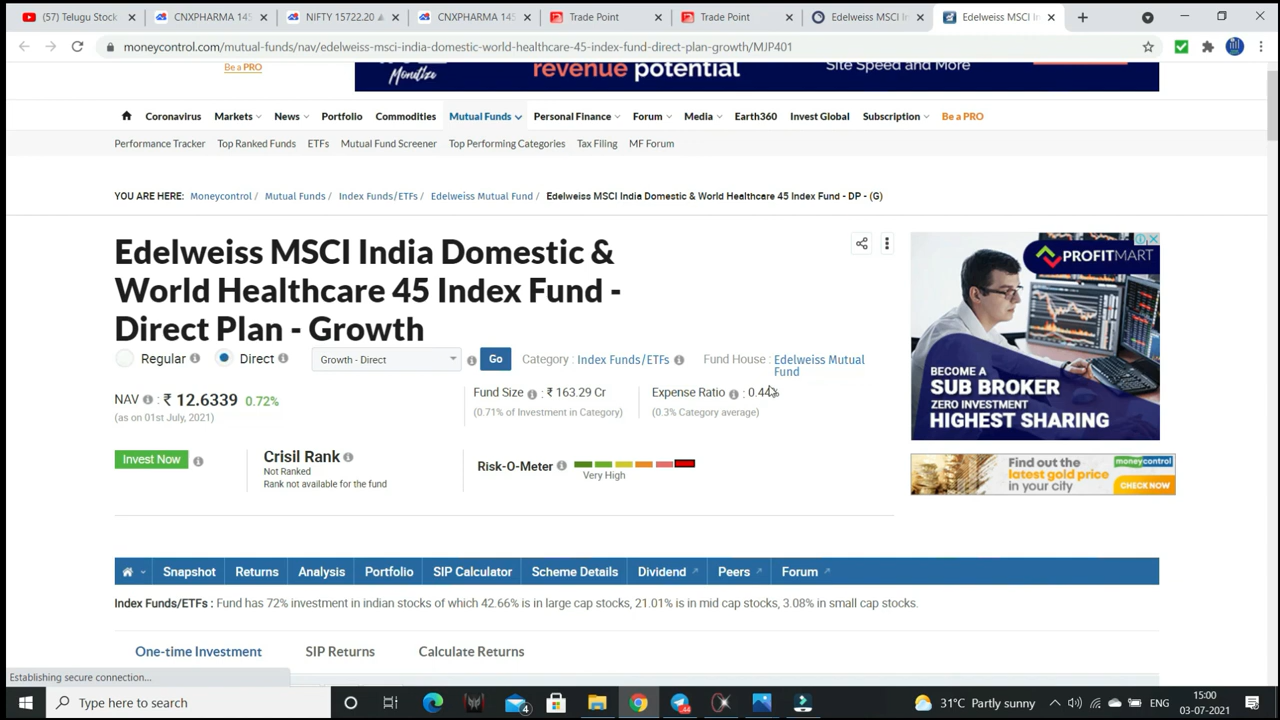 (57) Telugu Stock
CNXPHARMA 145
NIFTY 15722.20 ▲
CNXPHARMA 145
Trade Point
Trade Point
Edelweiss MSCI In
Edelweiss MSCI In
moneycontrol.com/mutual-funds/nav/edelweiss-msci-india-domestic-world-healthcare-45-index-fund-direct-plan-growth/MJP401
Be a PRO
Monetize
revenue potential
Site Speed and More
Coronavirus Markets News Portfolio Commodities Mutual Funds Personal Finance Forum Media Earth360 Invest Global Subscription Be a PRO
Performance Tracker Top Ranked Funds ETFs Mutual Fund Screener Top Performing Categories Tax Filing MF Forum
YOU ARE HERE: Moneycontrol / Mutual Funds / Index Funds/ETFs / Edelweiss Mutual Fund / Edelweiss MSCI India Domestic & World Healthcare 45 Index Fund - DP - (G)
Edelweiss MSCI India Domestic &
World Healthcare 45 Index Fund -
Direct Plan - Growth
Regular Direct Growth - Direct Go Category : Index Funds/ETFs Fund House : Edelweiss Mutual
Fund
NAV : ₹ 12.6339 0.72%
(as on 01st July, 2021)
Fund Size : ₹ 163.29 Cr
(0.71% of Investment in Category)
Expense Ratio : 0.44%
(0.3% Category average)
Invest Now
Crisil Rank
Not Ranked
Rank not available for the fund
Risk-O-Meter
Very High
PROFITMART
BECOME A
SUB BROKER
ZERO INVESTMENT
HIGHEST SHARING
Find out the
latest gold price
in your city
moneycontrol
CHECK NOW
Snapshot Returns Analysis Portfolio SIP Calculator Scheme Details Dividend Peers Forum
Index Funds/ETFs : Fund has 72% investment in indian stocks of which 42.66% is in large cap stocks, 21.01% is in mid cap stocks, 3.08% in small cap stocks.
One-time Investment SIP Returns Calculate Returns
Establishing secure connection...
Type here to search
4
44
31°C Partly sunny
ENG
15:00
03-07-2021